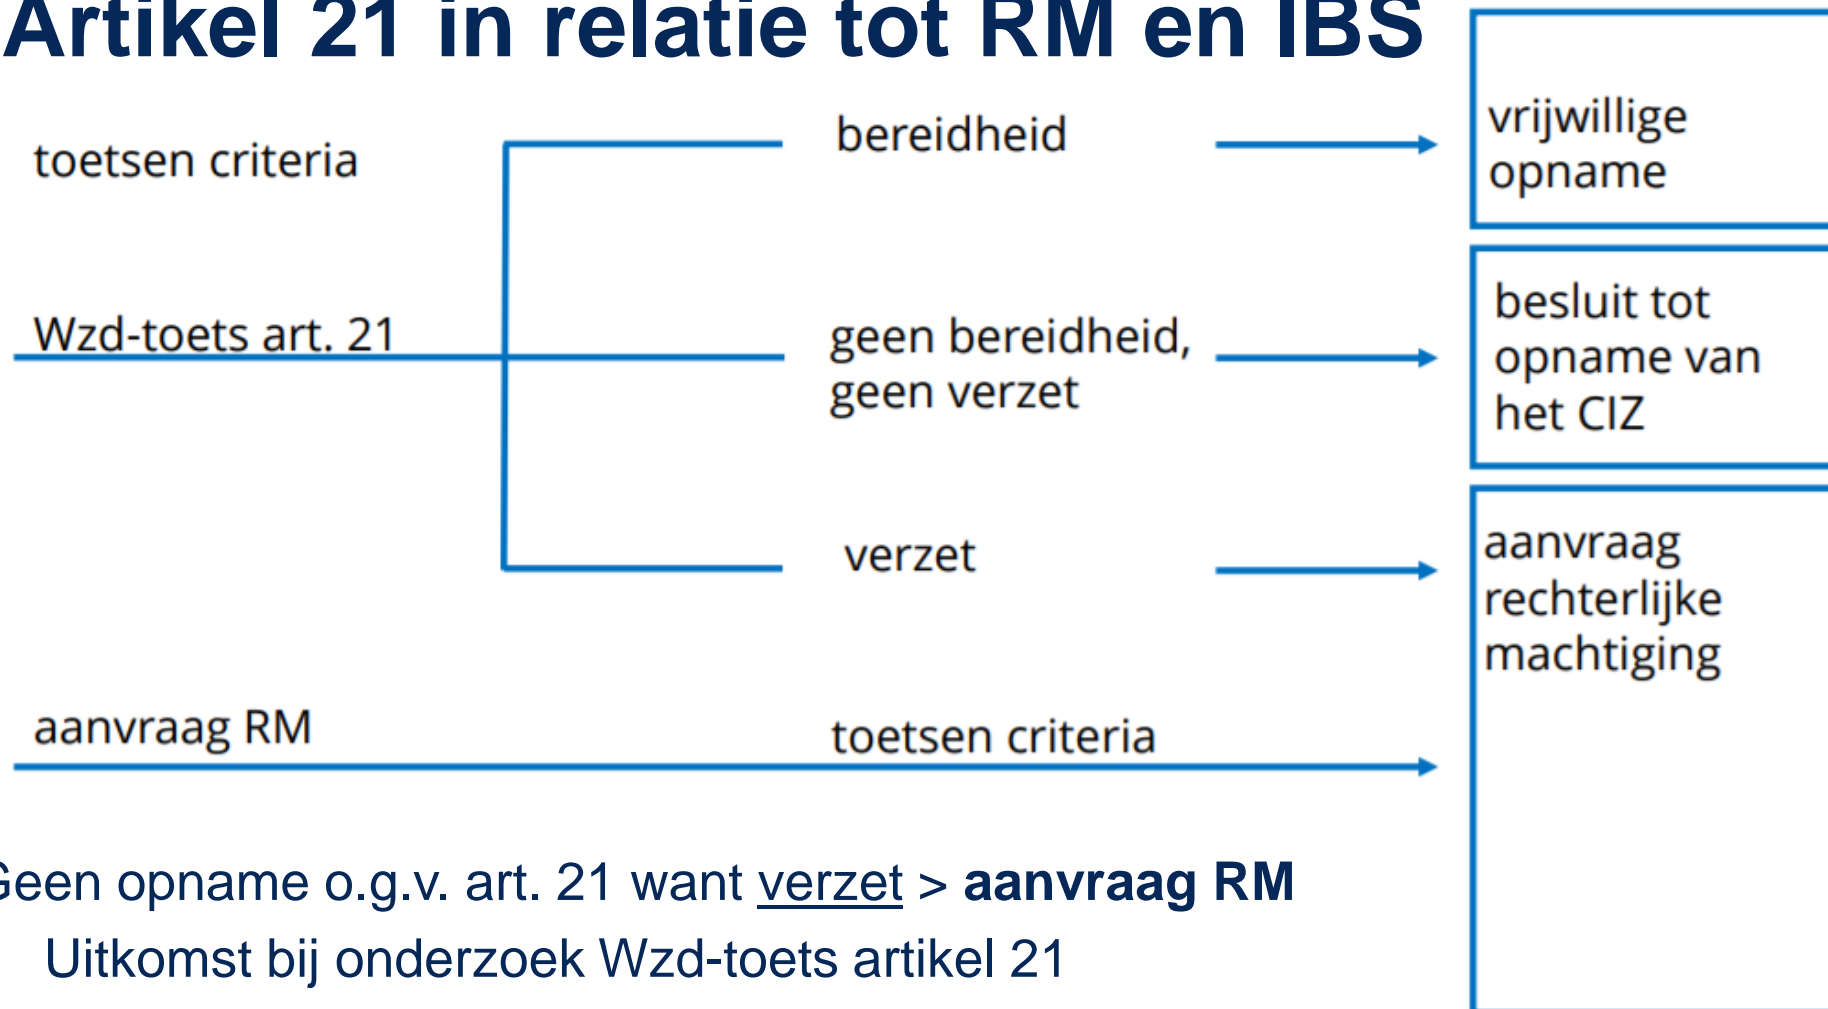 Artikel 21 in relatie tot RM en IBS
toetsen criteria
bereidheid
vrijwillige
opname
Wzd-toets art. 21
geen bereidheid,
geen verzet
besluit tot
opname van
het CIZ
verzet
aanvraag
rechterlijke
machtiging
aanvraag RM
toetsen criteria
Geen opname o.g.v. art. 21 want verzet > aanvraag RM
Uitkomst bij onderzoek Wzd-toets artikel 21